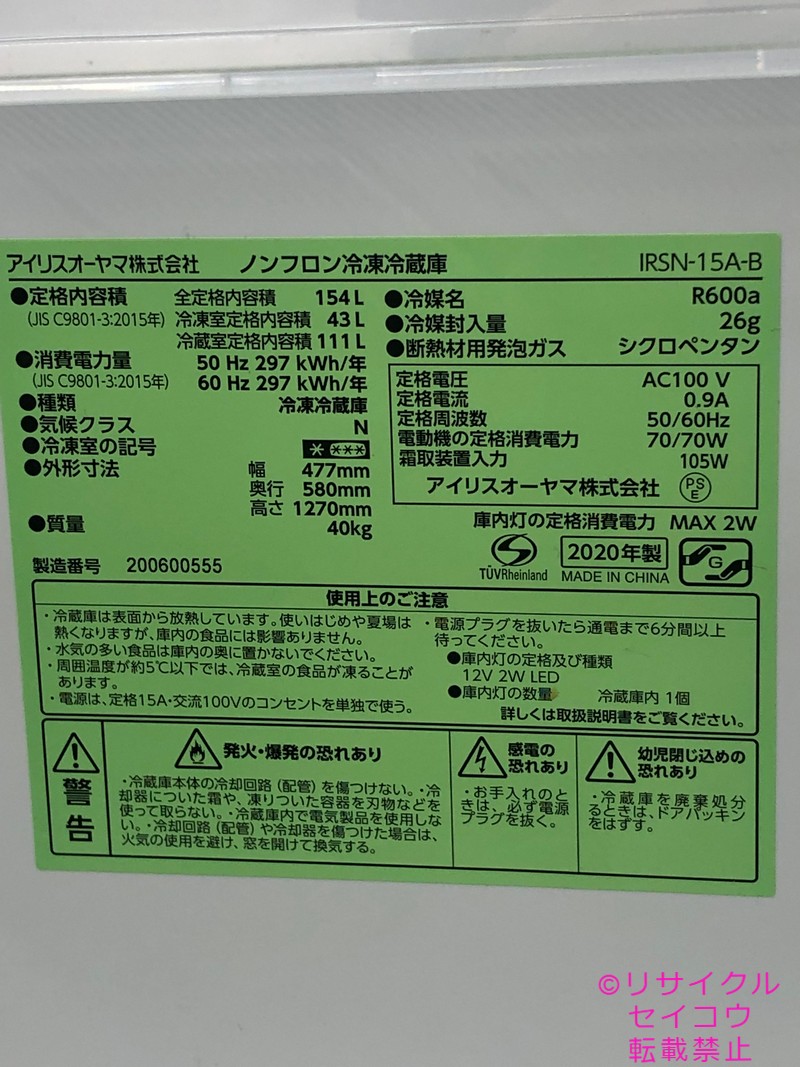 アイリスオーヤマ株式会社 ノンフロン冷凍冷蔵庫 IRSN-15A-B
●定格内容積 全定格内容積 154L
(JIS C9801-3:2015年) 冷凍室定格内容積 43L
冷蔵室定格内容積 111L
●消費電力量 50 Hz 297 kWh/年
(JIS C9801-3:2015年) 60 Hz 297 kWh/年
●種類 冷凍冷蔵庫
●気候クラス N
●冷凍室の記号
●外形寸法 幅 477mm
奥行 580mm
高さ 1270mm
●質量 40kg
製造番号 200600555
●冷媒名 R600a
●冷媒封入量 26g
●断熱材用発泡ガス シクロペンタン
定格電圧 AC100 V
定格電流 0.9A
定格周波数 50/60Hz
電動機の定格消費電力 70/70W
霜取装置入力 105W
アイリスオーヤマ株式会社 PSE
庫内灯の定格消費電力 MAX 2W
TÜVRheinland 2020年製 G
MADE IN CHINA
使用上のご注意
・冷蔵庫は表面から放熱しています。使いはじめや夏場は
熱くなりますが、庫内の食品には影響ありません。
・水気の多い食品は庫内の奥に置かないでください。
・周囲温度が約5℃以下では、冷蔵室の食品が凍ることが
あります。
・電源は、定格15A・交流100Vのコンセントを単独で使う。
・電源プラグを抜いたら通電まで6分間以上
待ってください。
●庫内灯の定格及び種類
12V 2W LED
●庫内灯の数量 冷蔵庫内 1個
詳しくは取扱説明書をご覧ください。
警告
発火・爆発の恐れあり
・冷蔵庫本体の冷却回路(配管)を傷つけない。・冷
却器についた霜や、凍りついた容器を刃物などを
使って取らない。・冷蔵庫内で電気製品を使用しな
い。・冷却回路(配管)や冷却器を傷つけた場合は、
火気の使用を避け、窓を開けて換気する。
感電の
恐れあり
・お手入れのと
きは、必ず電源
プラグを抜く。
幼児閉じ込めの
恐れあり
・冷蔵庫を廃棄処分
るときは、ドアパッキン
をはずす。
©リサイクル
セイコウ
転載禁止